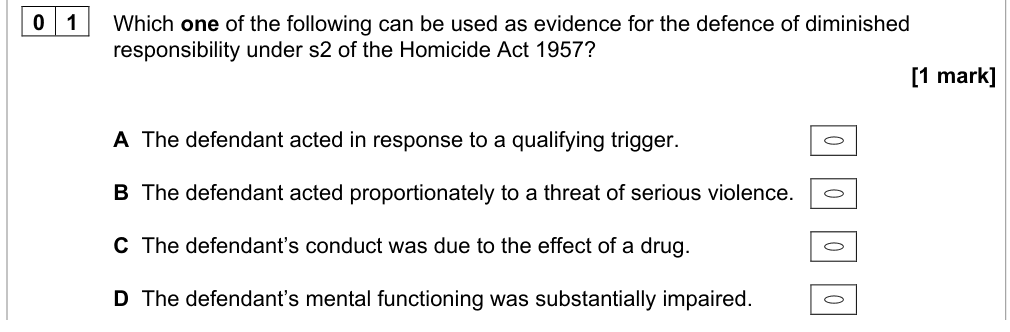 0 1 Which one of the following can be used as evidence for the defence of diminished
responsibility under s2 of the Homicide Act 1957?
[1 mark]
A The defendant acted in response to a qualifying trigger.
B The defendant acted proportionately to a threat of serious violence.
C The defendant’s conduct was due to the effect of a drug.
D The defendant’s mental functioning was substantially impaired.